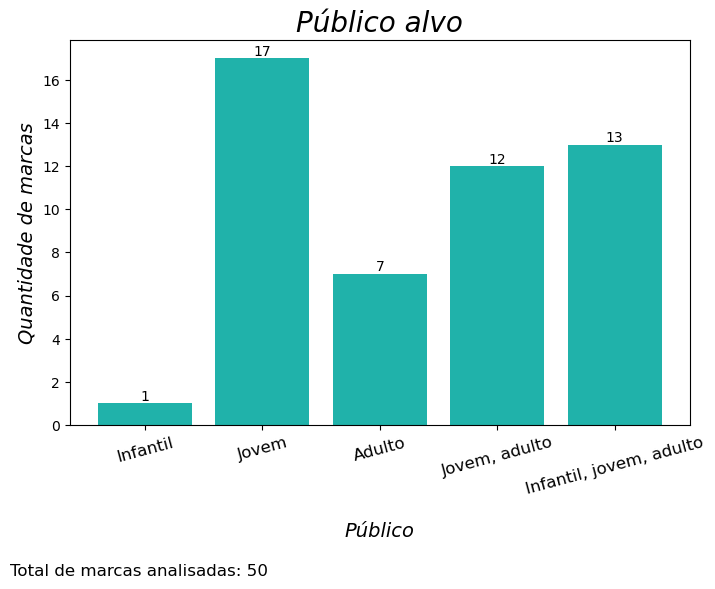 Público alvo
Quantidade de marcas
16
14
12
10
8
6
4
2
0
1
17
7
12
13
Infantil
Jovem
Adulto
Jovem, adulto
Infantil, jovem, adulto
Público
Total de marcas analisadas: 50